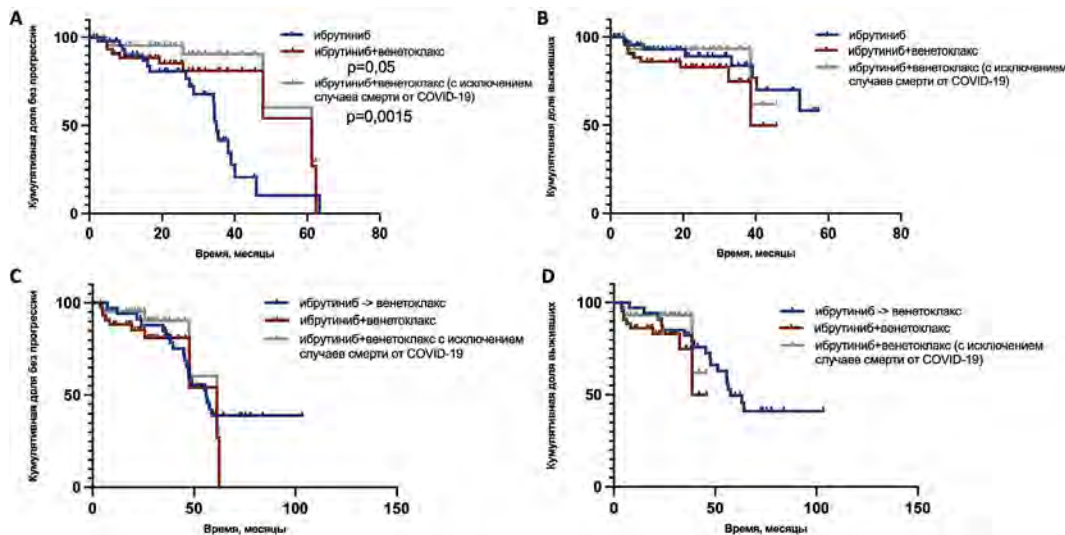 A
Кумулятивная доля без прогрессии
100
50
0
0 20 40 60 80
Время, месяцы
ибрутиниб
ибрутиниб+венетоклакс
p=0,05
ибрутиниб+венетоклакс (с исключением
случаев смерти от COVID-19)
p=0,0015
B
Кумулятивная доля выживших
100
50
0
0 20 40 60 80
Время, месяцы
ибрутиниб
ибрутиниб+венетоклакс
ибрутиниб+венетоклакс (с исключением
случаев смерти от COVID-19)
C
Кумулятивная доля без прогрессии
100
50
0
0 50 100 150
Время, месяцы
ибрутиниб -> венетоклакс
ибрутиниб+венетоклакс
ибрутиниб+венетоклакс с исключением
случаев смерти от COVID-19
D
Кумулятивная доля выживших
100
50
0
0 50 100 150
Время, месяцы
ибрутиниб -> венетоклакс
ибрутиниб+венетоклакс
ибрутиниб+венетоклакс (с исключением
случаев смерти от COVID-19)